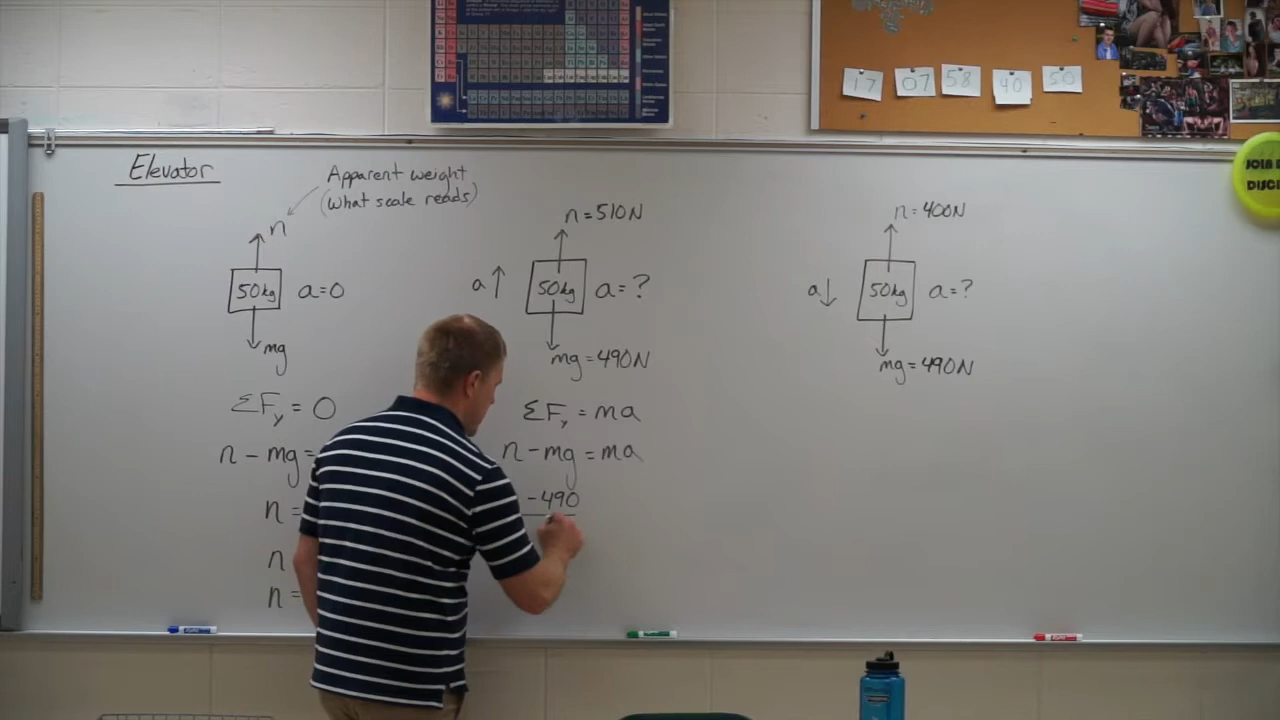 17 07 58 40 50
JOIN
DISC
Elevator
Apparent weight
(what scale reads)
n
50kg a=0
mg
ΣFy = 0
n - mg =
n =
n
n =
n = 510N
a↑ 50kg a=?
mg = 490N
ΣFy = ma
n - mg = ma
- 490
n = 400N
a↓ 50kg a=?
mg = 490N